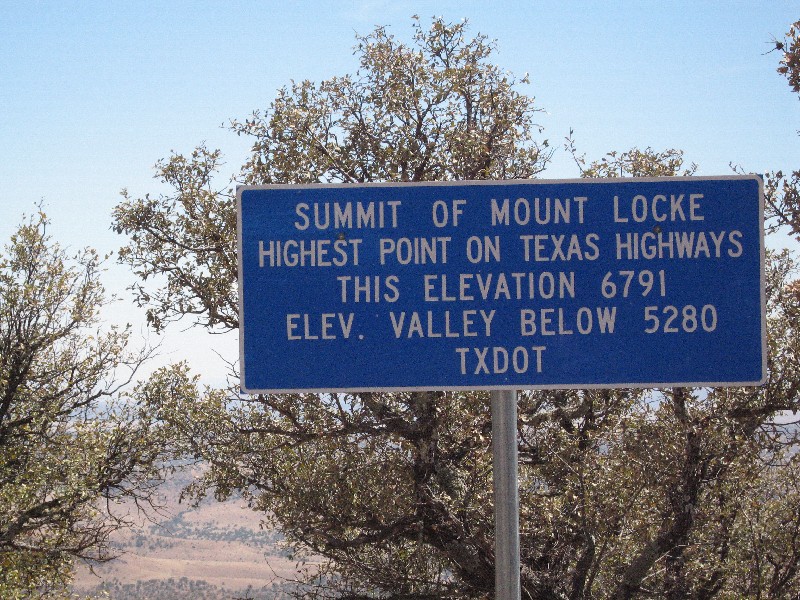 SUMMIT OF MOUNT LOCKE
HIGHEST POINT ON TEXAS HIGHWAYS
THIS ELEVATION 6791
ELEV. VALLEY BELOW 5280
TXDOT